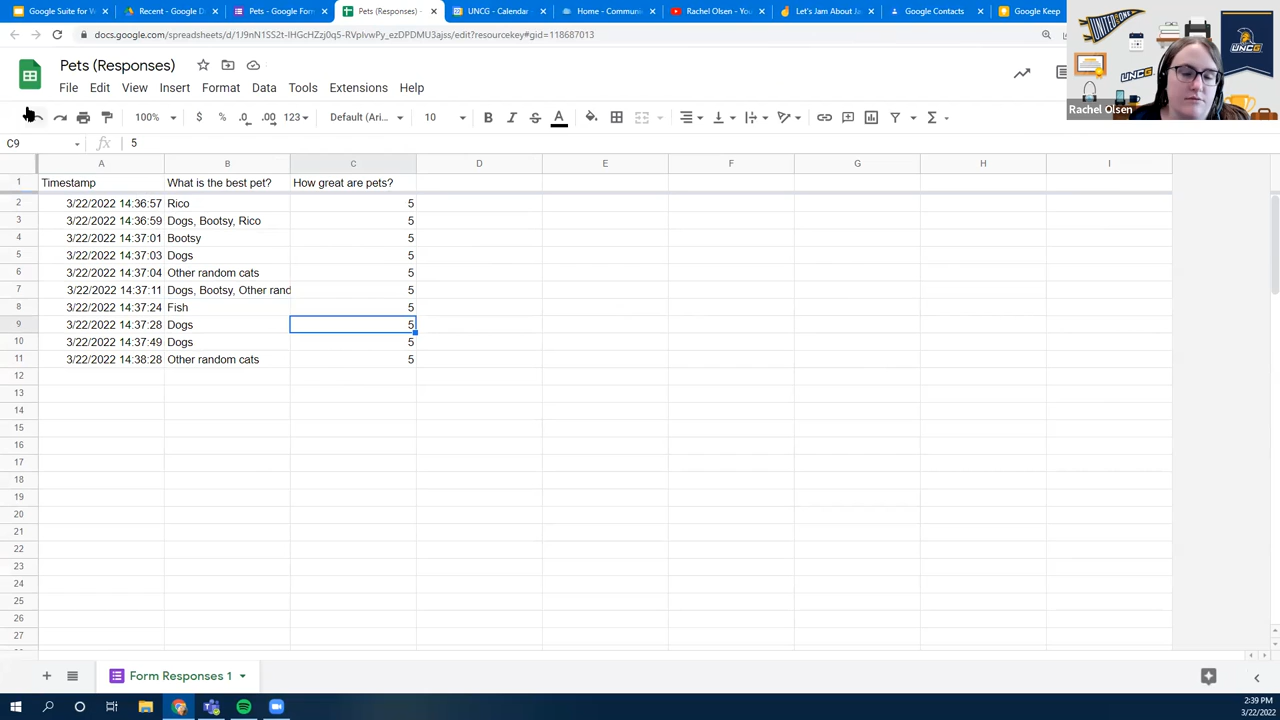 Google Suite for W
Recent - Google D
Pets - Google Form
Pets (Responses) -
UNCG - Calendar
Home - Commun
Rachel Olsen - You
Let's Jam About Ja
Google Contacts
Google Keep
docs.google.com/spreadsheets/d/
Pets (Responses)
File Edit View Insert Format Data Tools Extensions Help
100% $ % .0 .00 123 Default (An... 10 B I S A
C9 fx 5
A B C D E F G H I
1 Timestamp What is the best pet? How great are pets?
2 3/22/2022 14:36:57 Rico 5
3 3/22/2022 14:36:59 Dogs, Bootsy, Rico 5
4 3/22/2022 14:37:01 Bootsy 5
5 3/22/2022 14:37:03 Dogs 5
6 3/22/2022 14:37:04 Other random cats 5
7 3/22/2022 14:37:11 Dogs, Bootsy, Other rand 5
8 3/22/2022 14:37:24 Fish 5
9 3/22/2022 14:37:28 Dogs 5
10 3/22/2022 14:37:49 Dogs 5
11 3/22/2022 14:38:28 Other random cats 5
12
13
14
15
16
17
18
19
20
21
22
23
24
25
26
27
Form Responses 1
UNCG
UNCG
Rachel Olsen
2:39 PM
3/22/2022